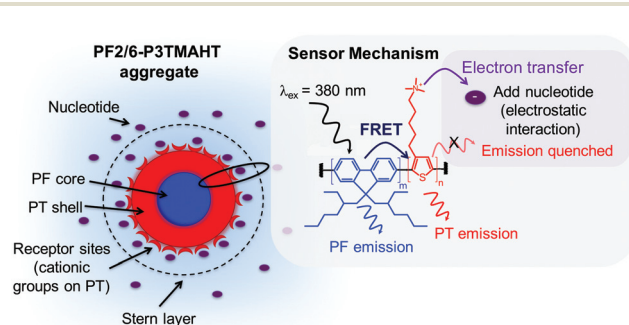 PF2/6-P3TMAHT
aggregate
Nucleotide
PF core
PT shell
Receptor sites
(cationic
groups on PT)
Stern layer
Sensor Mechanism
λex = 380 nm
FRET
N+
Electron transfer
-
Add nucleotide
(electrostatic
interaction)
X
Emission quenched
S
m
n
PF emission
PT emission